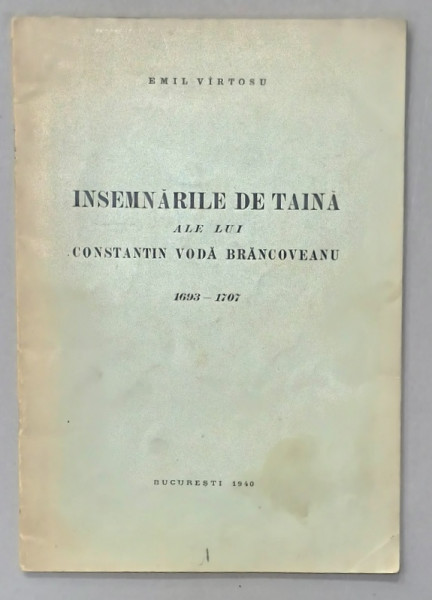 EMIL VÎRTOSU
INSEMNĂRILE DE TAINĂ
ALE LUI
CONSTANTIN VODĂ BRÂNCOVEANU
1693 – 1707
BUCUREȘTI 1940